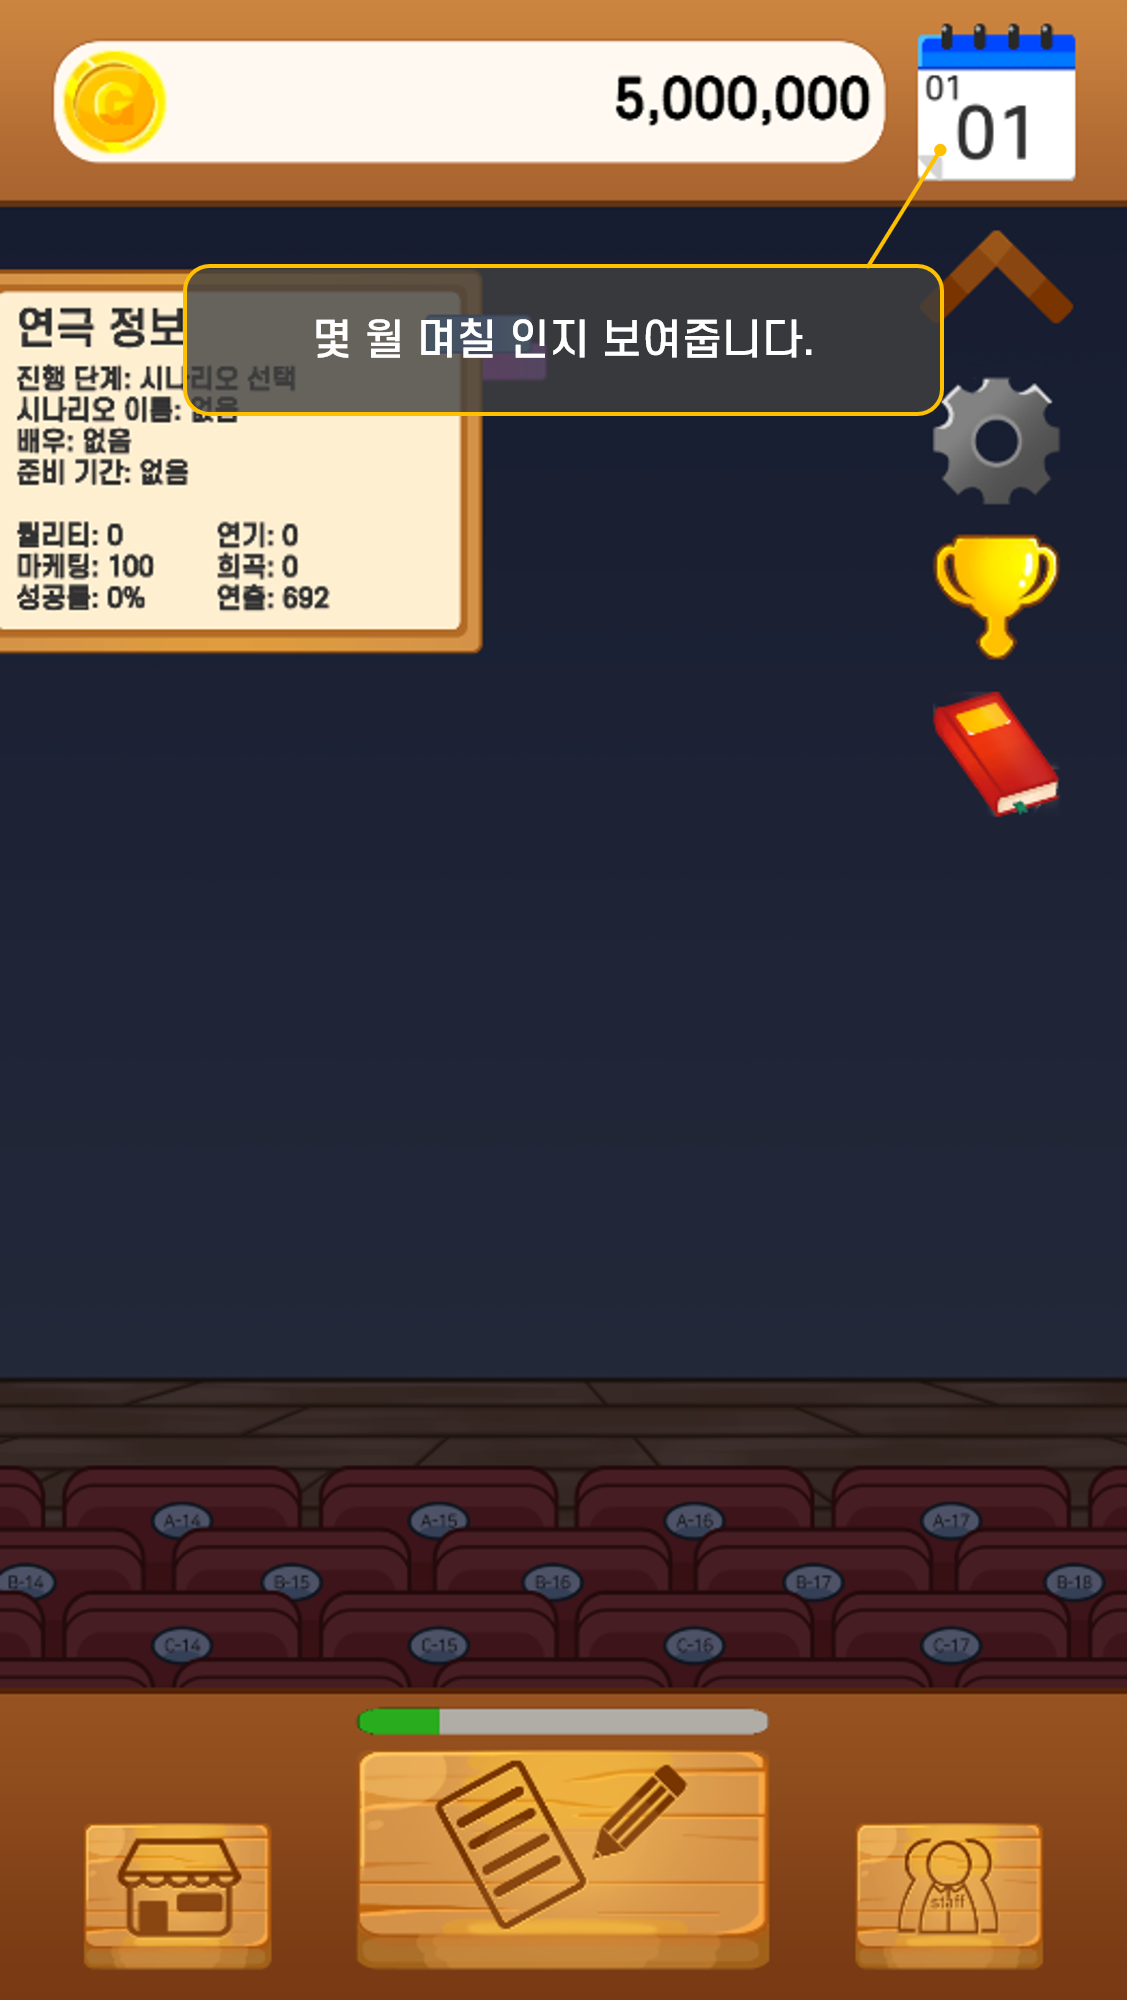 5,000,000
01
01
몇 월 며칠 인지 보여줍니다.
연극 정보
진행 단계: 시나리오 선택
시나리오 이름: 없음
배우: 없음
준비 기간: 없음
퀄리티: 0 연기: 0
마케팅: 100 희곡: 0
성공률: 0% 연출: 692
A-14 A-15 A-16 A-17
B-14 B-15 B-16 B-17 B-18
C-14 C-15 C-16 C-17
staff